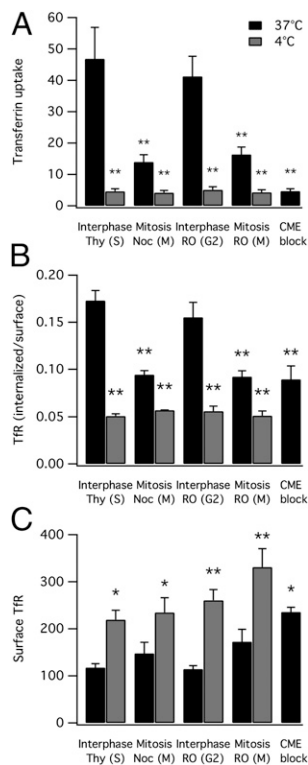 A
37°C
4°C
Transferrin uptake
60
50
40
30
20
10
0
** ** ** ** ** ** **
Interphase Mitosis Interphase Mitosis CME
Thy (S) Noc (M) RO (G2) RO (M) block
B
TfR (internalized/surface)
0.20
0.15
0.10
0.05
0.00
** ** ** ** ** ** **
Interphase Mitosis Interphase Mitosis CME
Thy (S) Noc (M) RO (G2) RO (M) block
C
Surface TfR
400
300
200
100
0
* * ** ** *
Interphase Mitosis Interphase Mitosis CME
Thy (S) Noc (M) RO (G2) RO (M) block